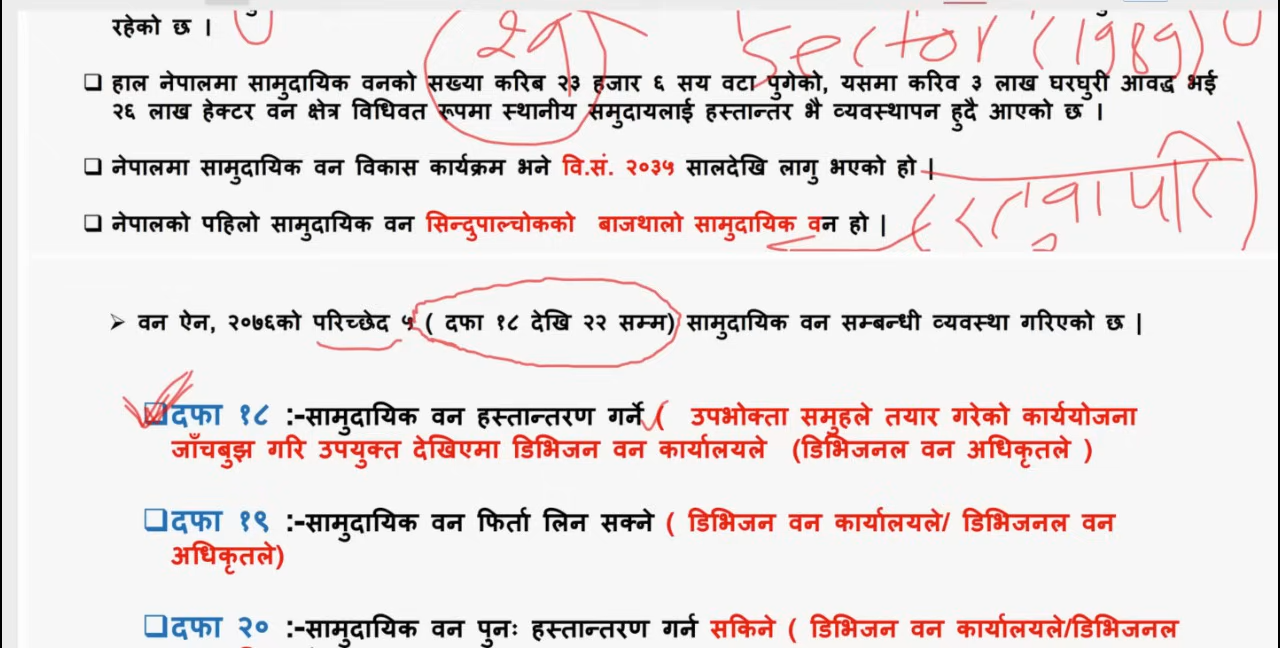 रहेको छ ।
२५
Sector (1989)
❑ हाल नेपालमा सामुदायिक वनको सख्या करिब २३ हजार ६ सय वटा पुगेको, यसमा करिव ३ लाख घरघुरी आवद्ध भई
२६ लाख हेक्टर वन क्षेत्र विधिवत रूपमा स्थानीय समुदायलाई हस्तान्तर भै व्यवस्थापन हुदै आएको छ ।
❑ नेपालमा सामुदायिक वन विकास कार्यक्रम भने वि.सं. २०३५ सालदेखि लागु भएको हो |
❑ नेपालको पहिलो सामुदायिक वन सिन्दुपाल्चोकको बाजथालो सामुदायिक वन हो |
➢ वन ऐन, २०७६को परिच्छेद ५ ( दफा १८ देखि २२ सम्म) सामुदायिक वन सम्बन्धी व्यवस्था गरिएको छ |
❑दफा १८ :-सामुदायिक वन हस्तान्तरण गर्ने ( उपभोक्ता समुहले तयार गरेको कार्ययोजना
जाँचबुझ गरि उपयुक्त देखिएमा डिभिजन वन कार्यालयले (डिभिजनल वन अधिकृतले )
❑दफा १९ :-सामुदायिक वन फिर्ता लिन सक्ने ( डिभिजन वन कार्यालयले/ डिभिजनल वन
अधिकृतले)
❑दफा २० :-सामुदायिक वन पुनः हस्तान्तरण गर्न सकिने ( डिभिजन वन कार्यालयले/डिभिजनल